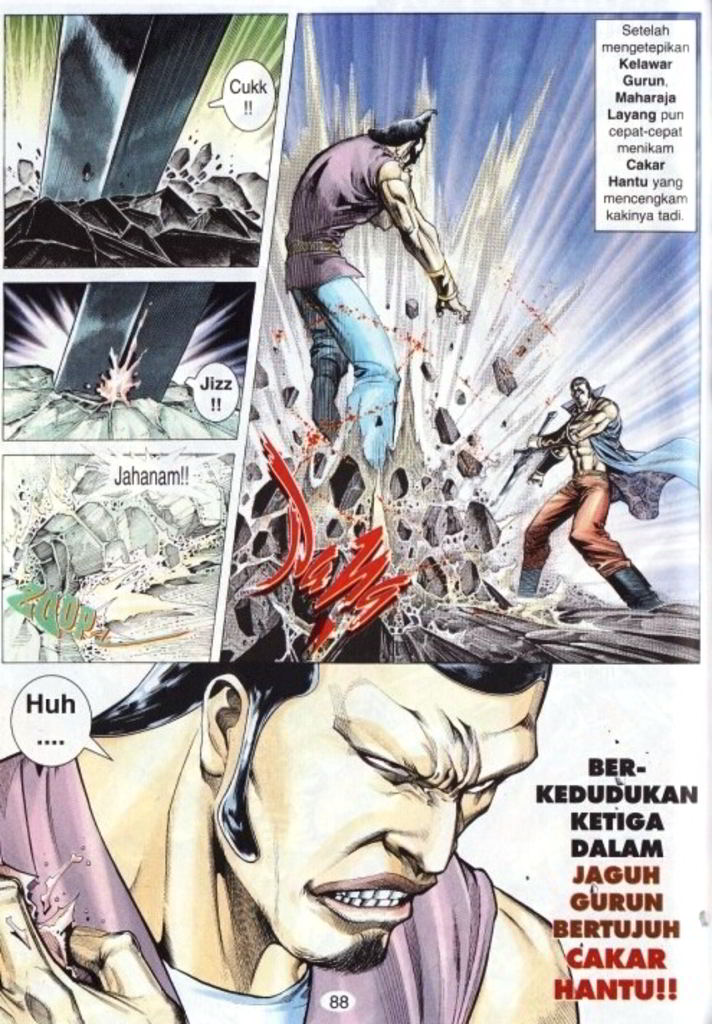 Cukk
!!
Setelah
mengetepikan
Kelawar
Gurun,
Maharaja
Layang pun
cepat-cepat
menikam
Cakar
Hantu yang
mencengkam
kakinya tadi.
Jizz
!!
Jahanam!!
ZOUP!
Huh
....
BER-
KEDUDUKAN
KETIGA
DALAM
JAGUH
GURUN
BERTUJUH
CAKAR
HANTU!!
88